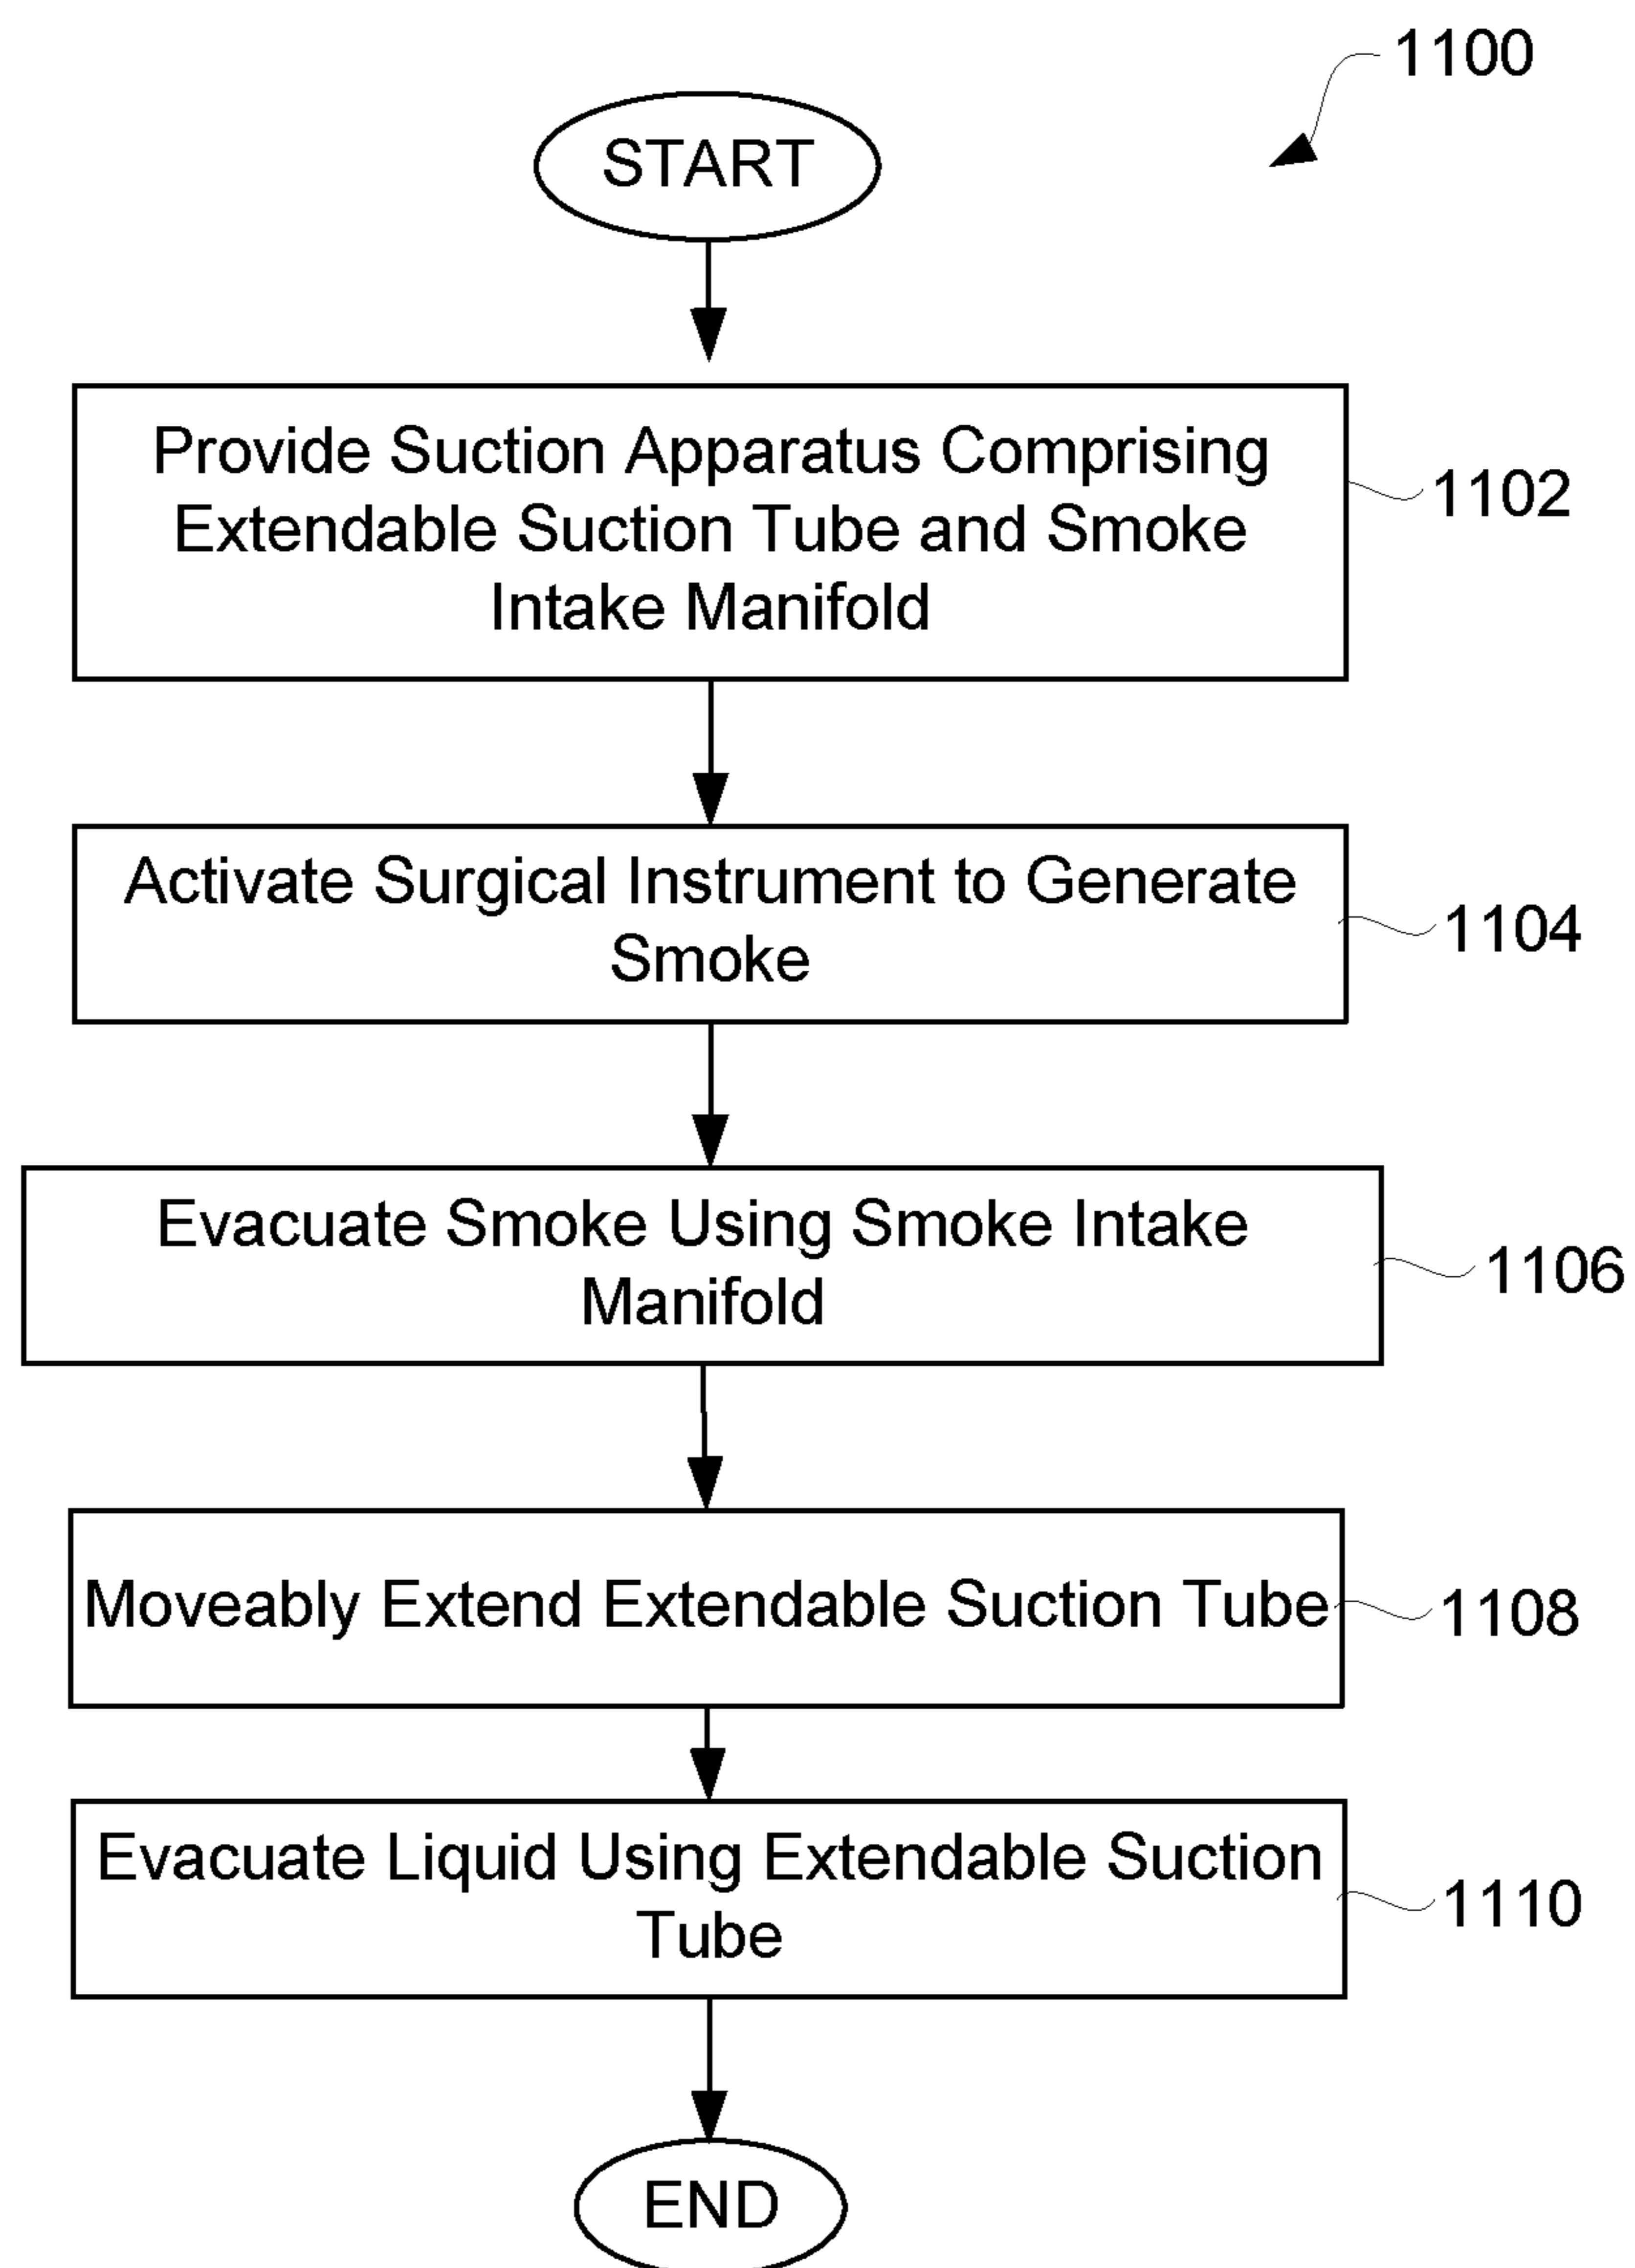 1100
START
Provide Suction Apparatus Comprising
Extendable Suction Tube and Smoke
Intake Manifold
1102
Activate Surgical Instrument to Generate
Smoke
1104
Evacuate Smoke Using Smoke Intake
Manifold
1106
Moveably Extend Extendable Suction Tube
1108
Evacuate Liquid Using Extendable Suction
Tube
1110
END